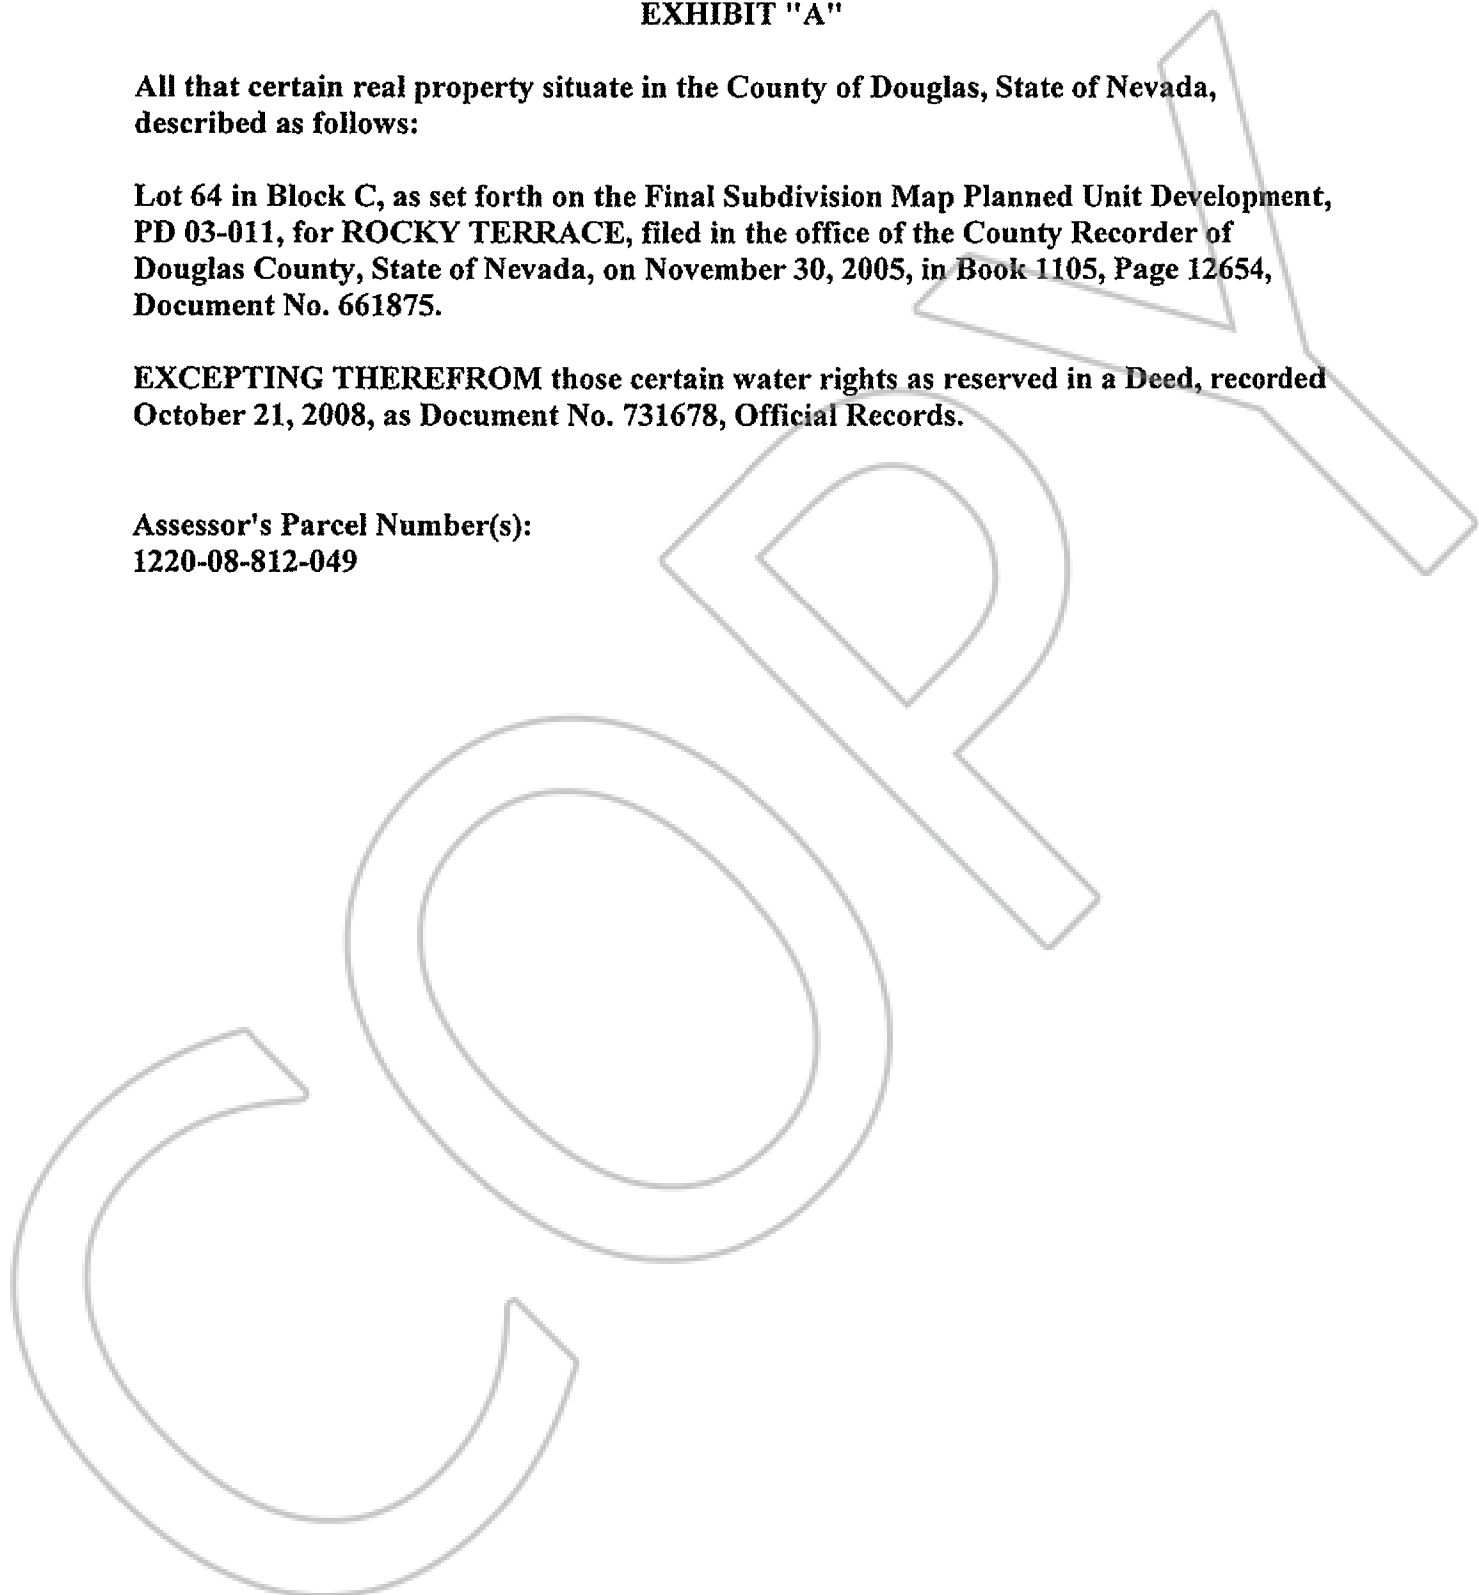 EXHIBIT "A"
All that certain real property situate in the County of Douglas, State of Nevada,
described as follows:
Lot 64 in Block C, as set forth on the Final Subdivision Map Planned Unit Development,
PD 03-011, for ROCKY TERRACE, filed in the office of the County Recorder of
Douglas County, State of Nevada, on November 30, 2005, in Book 1105, Page 12654,
Document No. 661875.
EXCEPTING THEREFROM those certain water rights as reserved in a Deed, recorded
October 21, 2008, as Document No. 731678, Official Records.
Assessor's Parcel Number(s):
1220-08-812-049
COPY